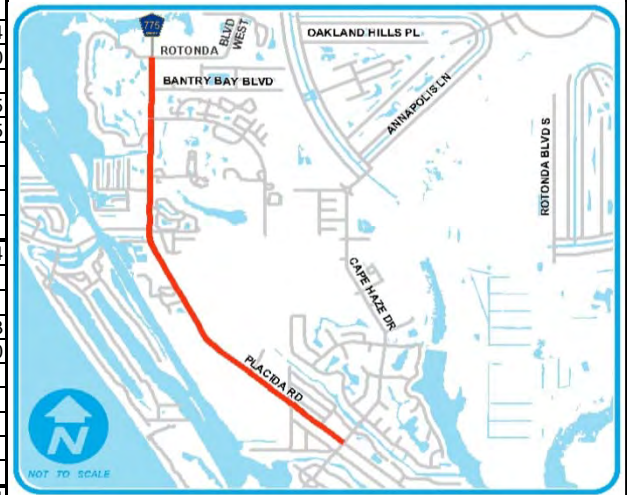 775
ROTONDA
BLVD
WEST
OAKLAND HILLS PL
BANTRY BAY BLVD
ANNAPOLIS LN
ROTONDA BLVD S
CAPE HAZE DR
PLACIDA RD
N
NOT TO SCALE